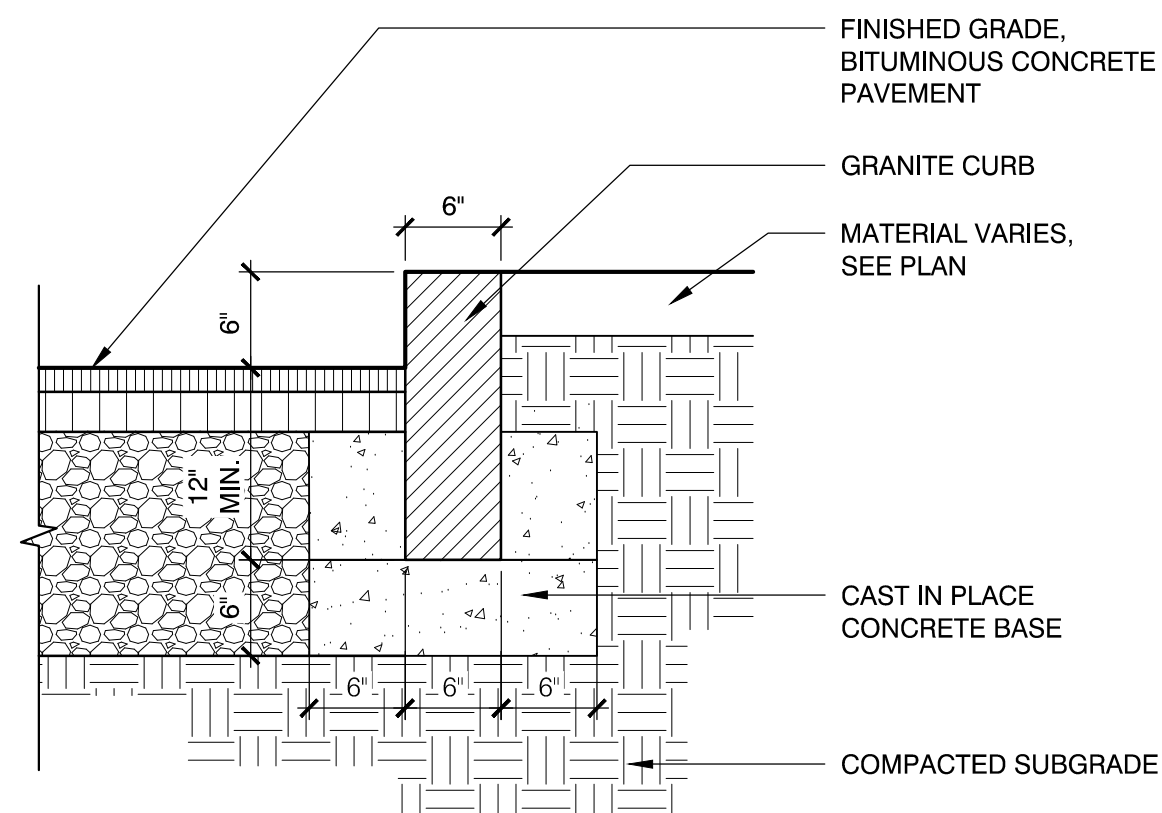 FINISHED GRADE,
BITUMINOUS CONCRETE
PAVEMENT
GRANITE CURB
6"
MATERIAL VARIES,
SEE PLAN
6"
12"
MIN.
6"
CAST IN PLACE
CONCRETE BASE
6" 6" 6"
COMPACTED SUBGRADE